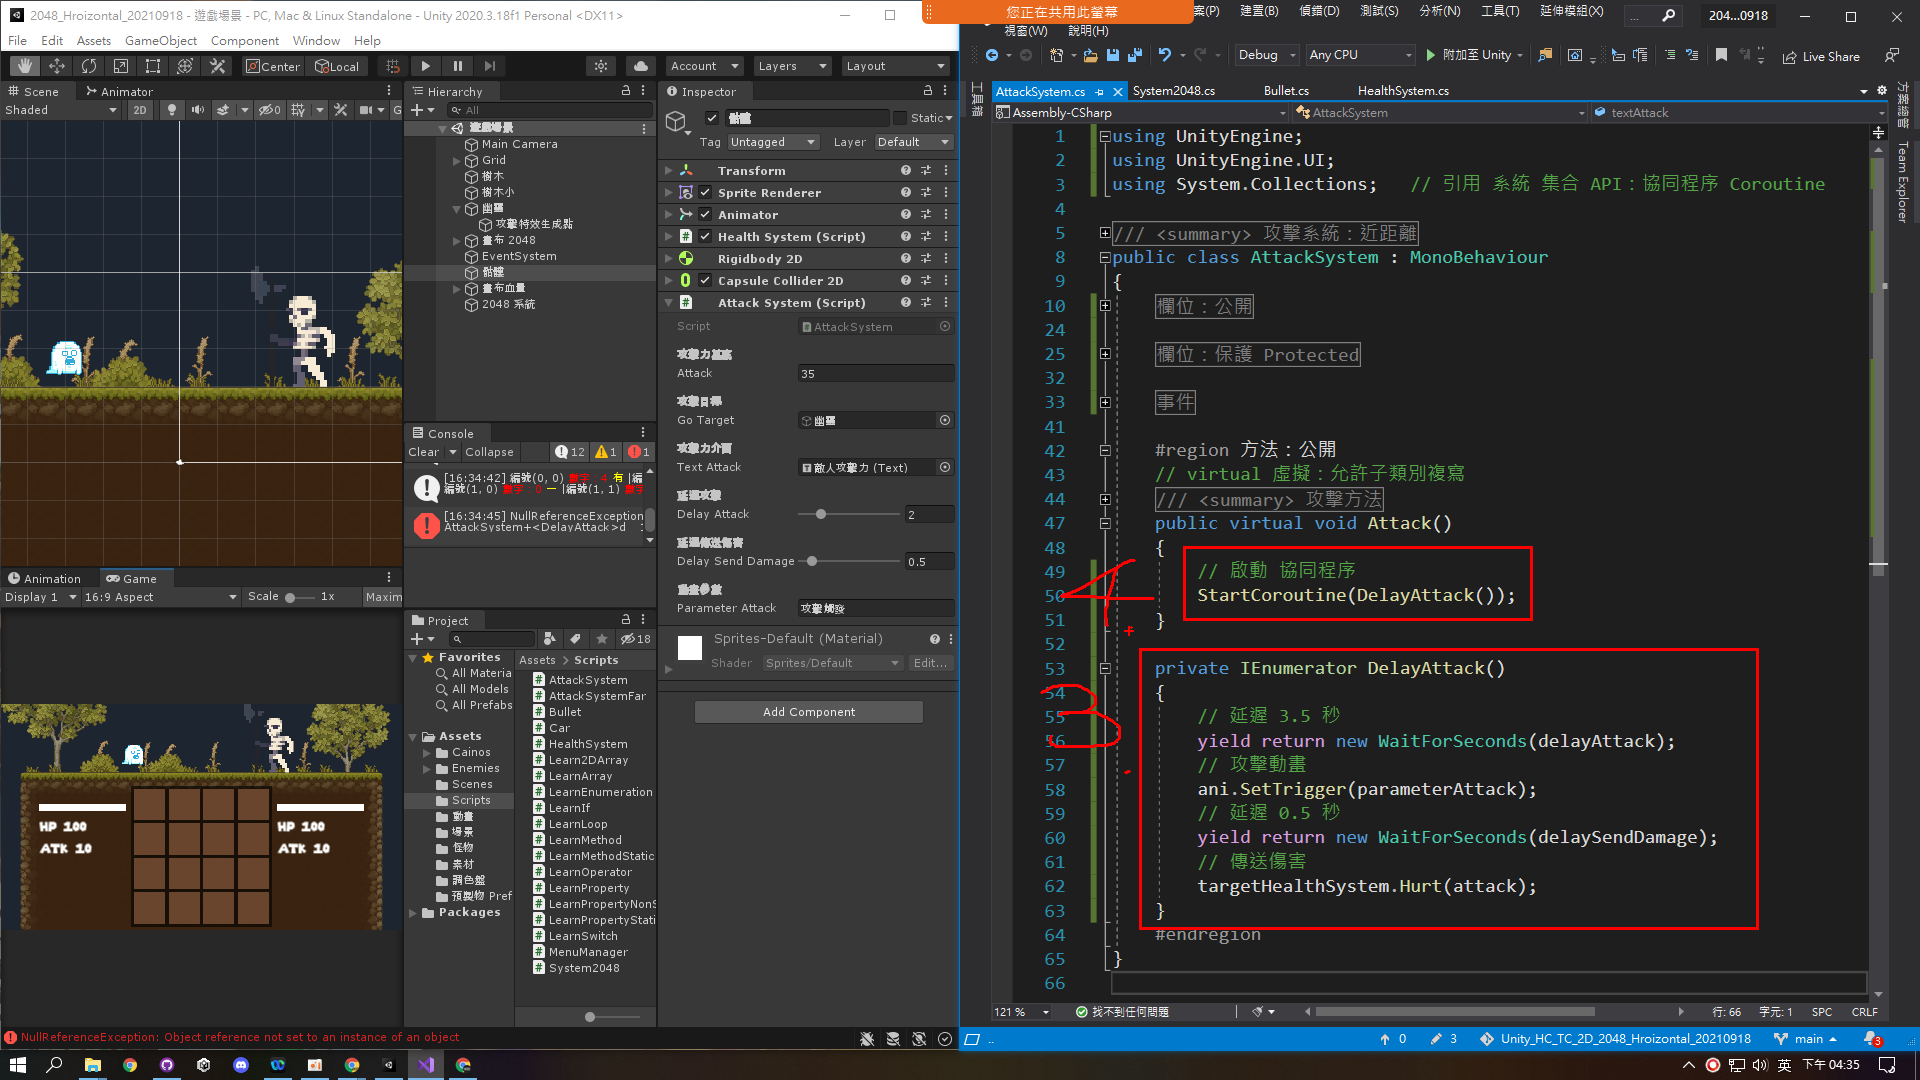 2048_Hroizontal_20210918 - 遊戲場景 - PC, Mac & Linux Standalone - Unity 2020.3.18f1 Personal <DX11>
File Edit Assets GameObject Component Window Help
Center Local
Account Layers Layout
您正在共用此螢幕
案(P) 建置(B) 偵錯(D) 測試(S) 分析(N) 工具(T) 延伸模組(X)
視窗(W) 說明(H)
204...0918
Debug Any CPU 附加至 Unity Live Share
Scene Animator
Shaded 2D
Hierarchy
All
遊戲場景
Main Camera
Grid
樹木
樹木小
幽靈
攻擊特效生成點
畫布 2048
EventSystem
骷髏
畫布血量
2048 系統
Inspector
骷髏 Static
Tag Untagged Layer Default
Transform
Sprite Renderer
Animator
Health System (Script)
Rigidbody 2D
Capsule Collider 2D
Attack System (Script)
Script AttackSystem
攻擊力基底
Attack 35
攻擊目標
Go Target 幽靈
攻擊力介面
Text Attack 敵人攻擊力 (Text)
延遲攻擊
Delay Attack 2
延遲傳送傷害
Delay Send Damage 0.5
動畫參數
Parameter Attack 攻擊觸發
Sprites-Default (Material)
Shader Sprites/Default Edit...
Add Component
Console
Clear Collapse 12 1 1
[16:34:42] 編號(0, 0) 數字：4 有 |編
編號(1, 0) 數字：0 一 |編號(1, 1) 數字
[16:34:45] NullReferenceException
AttackSystem+<DelayAttack>d
Animation Game
Display 1 16:9 Aspect Scale 1x Maxim
HP 100
ATK 10
HP 100
ATK 10
Project
18
Favorites
All Materia
All Models
All Prefabs
Assets
Cainos
Enemies
Scenes
Scripts
動畫
場景
怪物
素材
調色盤
預製物 Pref
Packages
Assets > Scripts
AttackSystem
AttackSystemFar
Bullet
Car
HealthSystem
Learn2DArray
LearnArray
LearnEnumeration
LearnIf
LearnLoop
LearnMethod
LearnMethodStatic
LearnOperator
LearnProperty
LearnPropertyNonS
LearnPropertyStati
LearnSwitch
MenuManager
System2048
NullReferenceException: Object reference not set to an instance of an object
工具箱
AttackSystem.cs System2048.cs Bullet.cs HealthSystem.cs
Assembly-CSharp AttackSystem textAttack
方案總管
Team Explorer
1 using UnityEngine;
2 using UnityEngine.UI;
3 using System.Collections; // 引用 系統 集合 API：協同程序 Coroutine
4
5 /// <summary> 攻擊系統：近距離
8 public class AttackSystem : MonoBehaviour
9 {
10 欄位：公開
24
25 欄位：保護 Protected
32
33 事件
41
42 #region 方法：公開
43 // virtual 虛擬：允許子類別複寫
44 /// <summary> 攻擊方法
47 public virtual void Attack()
48 {
49 // 啟動 協同程序
50 StartCoroutine(DelayAttack());
51 }
52
53 private IEnumerator DelayAttack()
54 {
55 // 延遲 3.5 秒
56 yield return new WaitForSeconds(delayAttack);
57 // 攻擊動畫
58 ani.SetTrigger(parameterAttack);
59 // 延遲 0.5 秒
60 yield return new WaitForSeconds(delaySendDamage);
61 // 傳送傷害
62 targetHealthSystem.Hurt(attack);
63 }
64 #endregion
65 }
66
121 % 找不到任何問題 行: 66 字元: 1 SPC CRLF
0 3 Unity_HC_TC_2D_2048_Hroizontal_20210918 main 3
英 下午 04:35